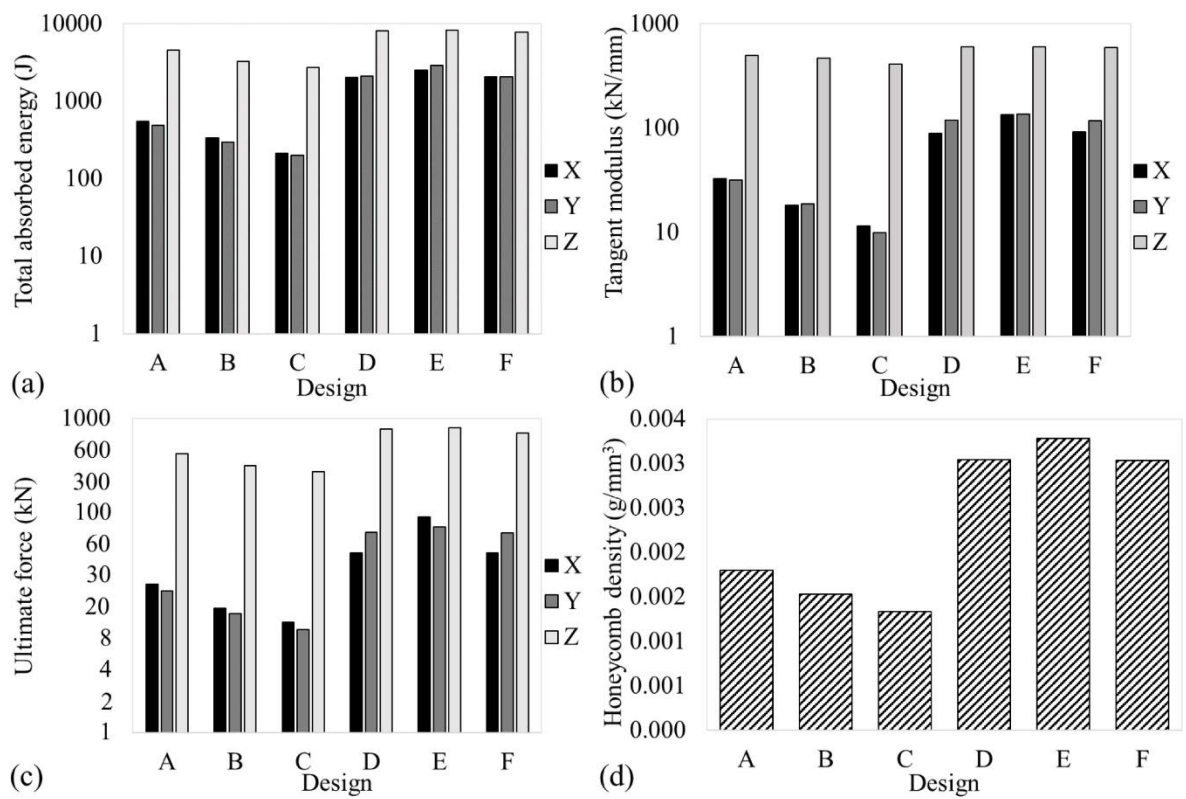 10000
1000
100
10
1
Total absorbed energy (J)
X
Y
Z
A B C D E F
Design
(a)
1000
100
10
1
Tangent modulus (kN/mm)
X
Y
Z
A B C D E F
Design
(b)
1000
600
300
100
60
30
20
8
4
2
1
Ultimate force (kN)
X
Y
Z
A B C D E F
Design
(c)
0.004
0.003
0.003
0.002
0.002
0.001
0.001
0.000
Honeycomb density (g/mm³)
A B C D E F
Design
(d)